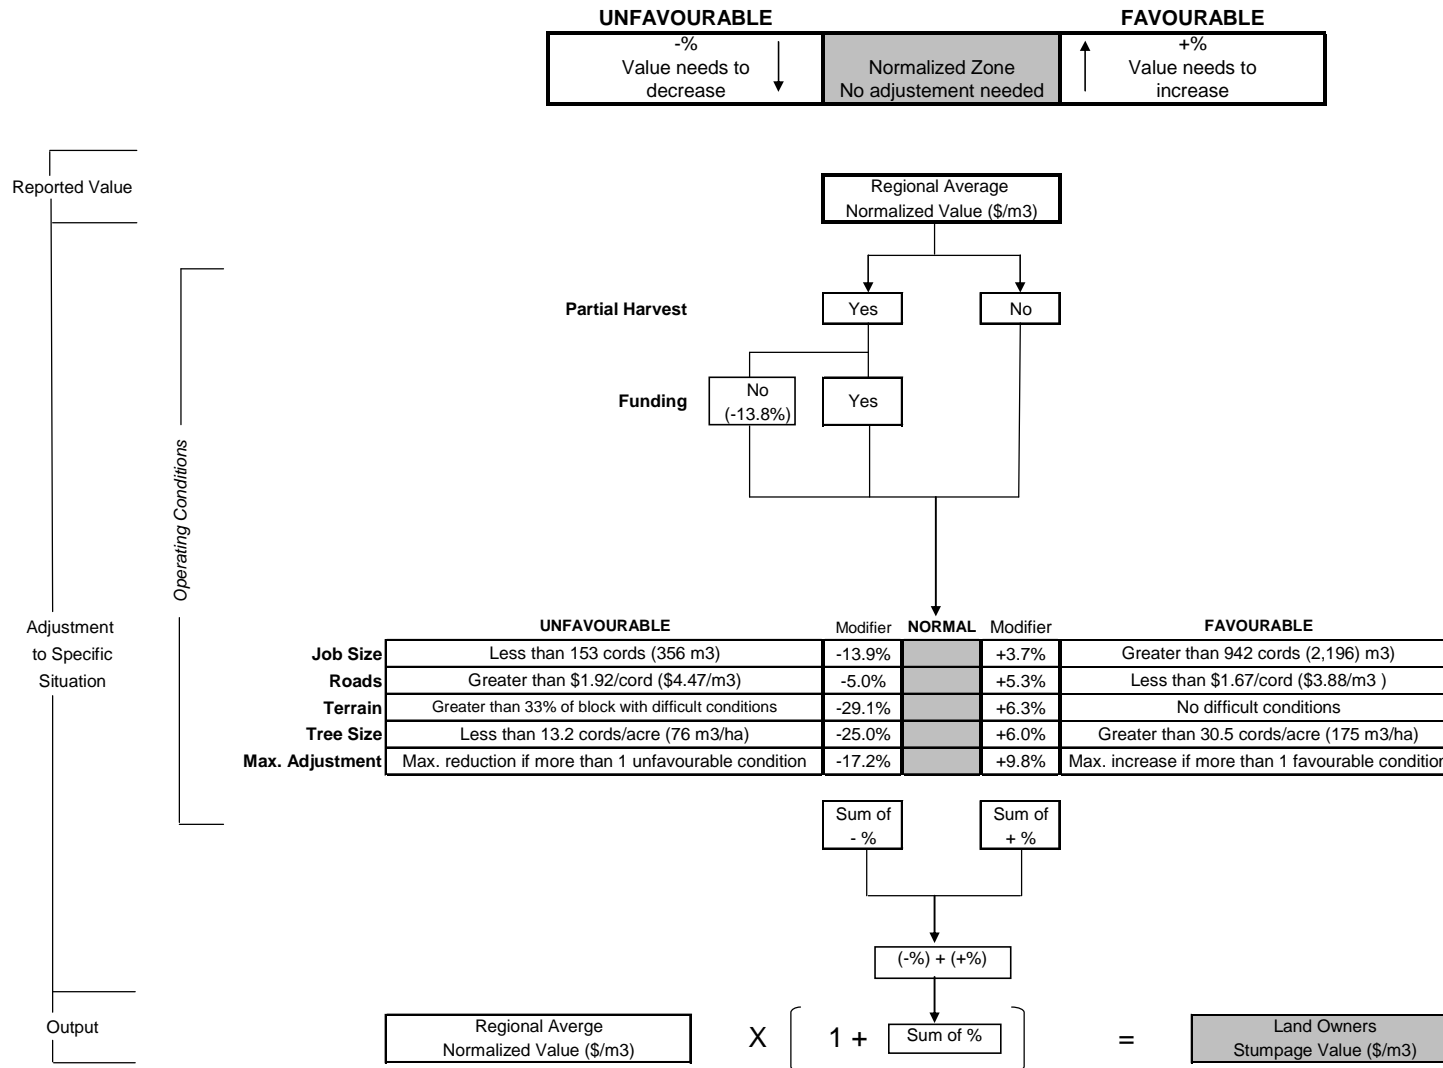 UNFAVOURABLE FAVOURABLE
-% +%
Value needs to Normalized Zone Value needs to
decrease No adjustement needed increase
Reported Value
Regional Average
Normalized Value ($/m3)
Partial Harvest Yes No
Funding No Yes
(-13.8%)
Operating Conditions
Adjustment
to Specific
Situation
UNFAVOURABLE Modifier NORMAL Modifier FAVOURABLE
Job Size Less than 153 cords (356 m3) -13.9% +3.7% Greater than 942 cords (2,196) m3)
Roads Greater than $1.92/cord ($4.47/m3) -5.0% +5.3% Less than $1.67/cord ($3.88/m3 )
Terrain Greater than 33% of block with difficult conditions -29.1% +6.3% No difficult conditions
Tree Size Less than 13.2 cords/acre (76 m3/ha) -25.0% +6.0% Greater than 30.5 cords/acre (175 m3/ha)
Max. Adjustment Max. reduction if more than 1 unfavourable condition -17.2% +9.8% Max. increase if more than 1 favourable condition
Sum of Sum of
- % + %
(-%) + (+%)
Output
Regional Averge
Normalized Value ($/m3)
X 1 + Sum of % =
Land Owners
Stumpage Value ($/m3)